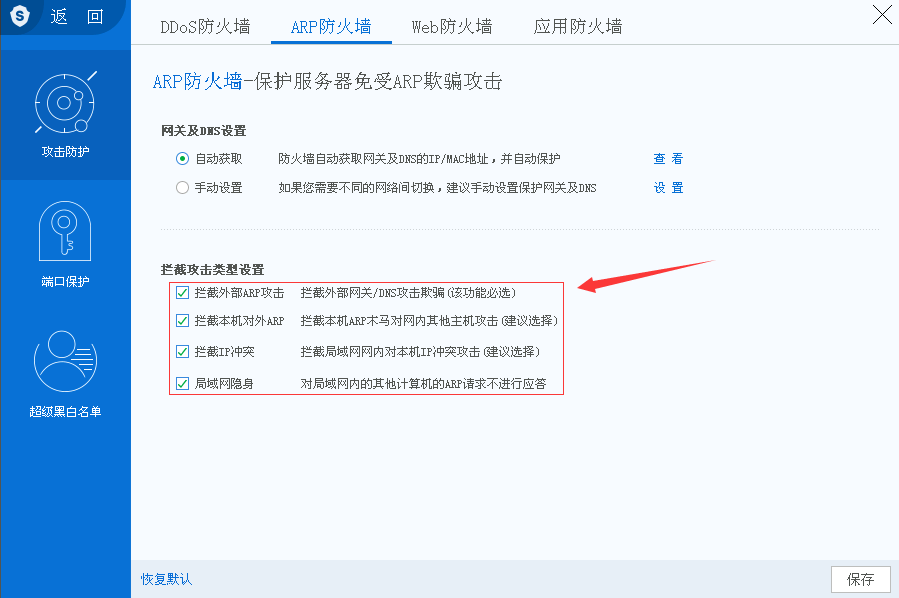 S 返 回
DDoS防火墙 ARP防火墙 Web防火墙 应用防火墙
ARP防火墙-保护服务器免受ARP欺骗攻击
攻击防护
端口保护
超级黑白名单
网关及DNS设置
自动获取 防火墙自动获取网关及DNS的IP/MAC地址，并自动保护 查 看
手动设置 如果您需要不同的网络间切换，建议手动设置保护网关及DNS 设 置
拦截攻击类型设置
拦截外部ARP攻击 拦截外部网关/DNS攻击欺骗(该功能必选)
拦截本机对外ARP 拦截本机ARP木马对网内其他主机攻击(建议选择)
拦截IP冲突 拦截局域网网内对本机IP冲突攻击(建议选择)
局域网隐身 对局域网内的其他计算机的ARP请求不进行应答
恢复默认 保存